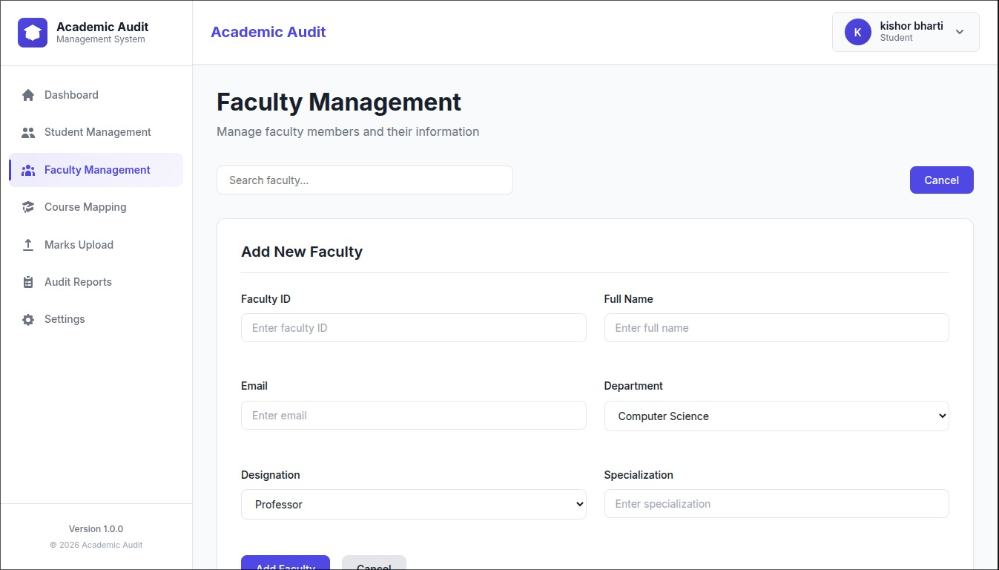 Academic Audit
Management System
Dashboard
Student Management
Faculty Management
Course Mapping
Marks Upload
Audit Reports
Settings
Version 1.0.0
© 2026 Academic Audit
Academic Audit
K
kishor bharti
Student
Faculty Management
Manage faculty members and their information
Search faculty...
Cancel
Add New Faculty
Faculty ID
Full Name
Enter faculty ID
Enter full name
Email
Department
Enter email
Computer Science
Designation
Specialization
Professor
Enter specialization
Add Faculty
Cancel